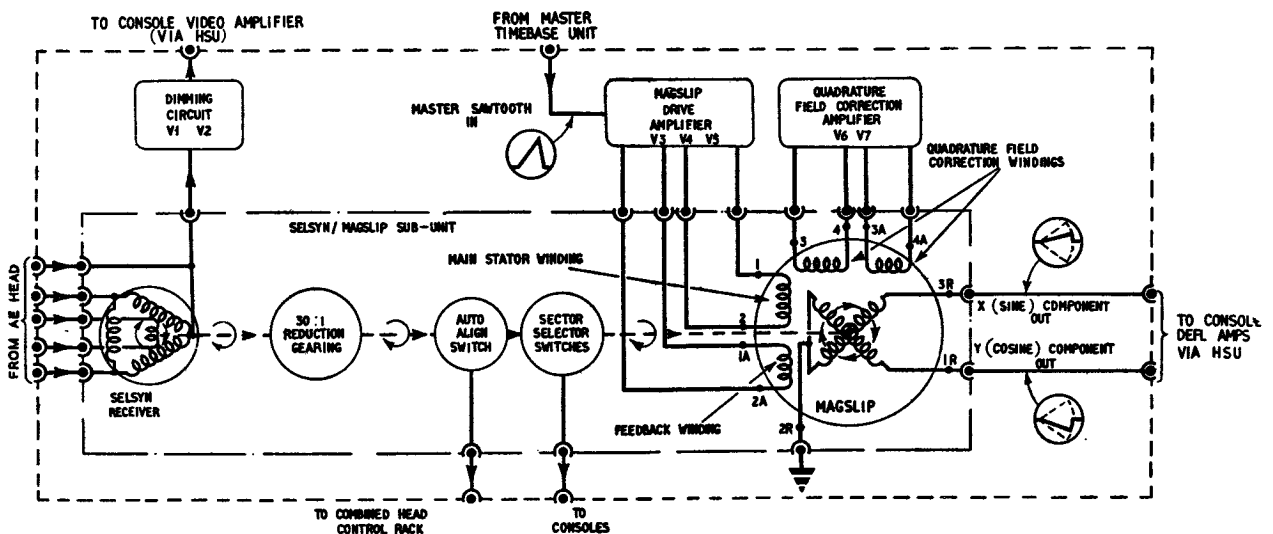 TO CONSOLE VIDEO AMPLIFIER
(VIA HSU)
FROM MASTER
TIMEBASE UNIT
DIMMING
CIRCUIT
V1 V2
MASTER SAWTOOTH
IN
MAGSLIP
DRIVE
AMPLIFIER
V3 V4 V5
QUADRATURE
FIELD CORRECTION
AMPLIFIER
V6 V7
QUADRATURE FIELD
CORRECTION WINDINGS
SELSYN/MAGSLIP SUB-UNIT
3
4
3A
4A
MAIN STATOR WINDING
1
2
1A
2A
FROM AE HEAD
SELSYN
RECEIVER
30:1
REDUCTION
GEARING
AUTO
ALIGN
SWITCH
SECTOR
SELECTOR
SWITCHES
3R
X (SINE) COMPONENT
OUT
Y (COSINE) COMPONENT
OUT
1R
TO CONSOLE
DEFL AMPS
VIA HSU
MAGSLIP
FEEDBACK WINDING
2R
TO COMBINED HEAD
CONTROL RACK
TO
CONSOLES